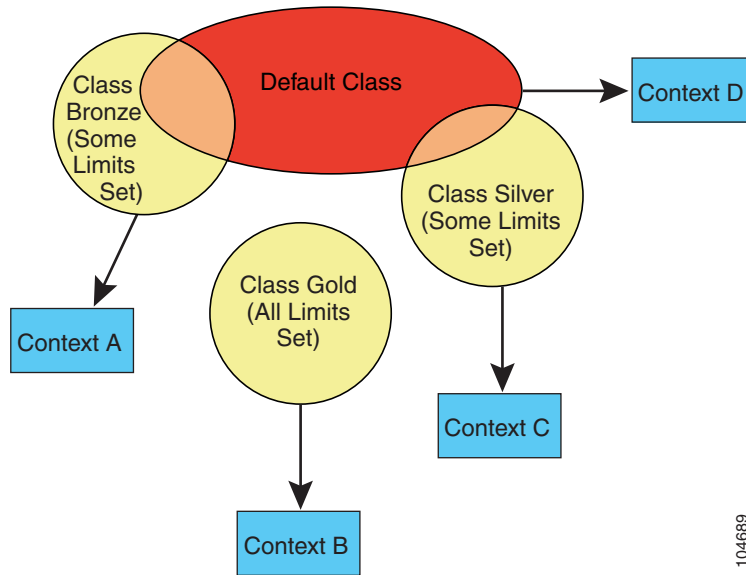 Default Class
Class
Bronze
(Some
Limits
Set)
Context D
Class Silver
(Some Limits
Set)
Class Gold
(All Limits
Set)
Context A
Context C
Context B
104689